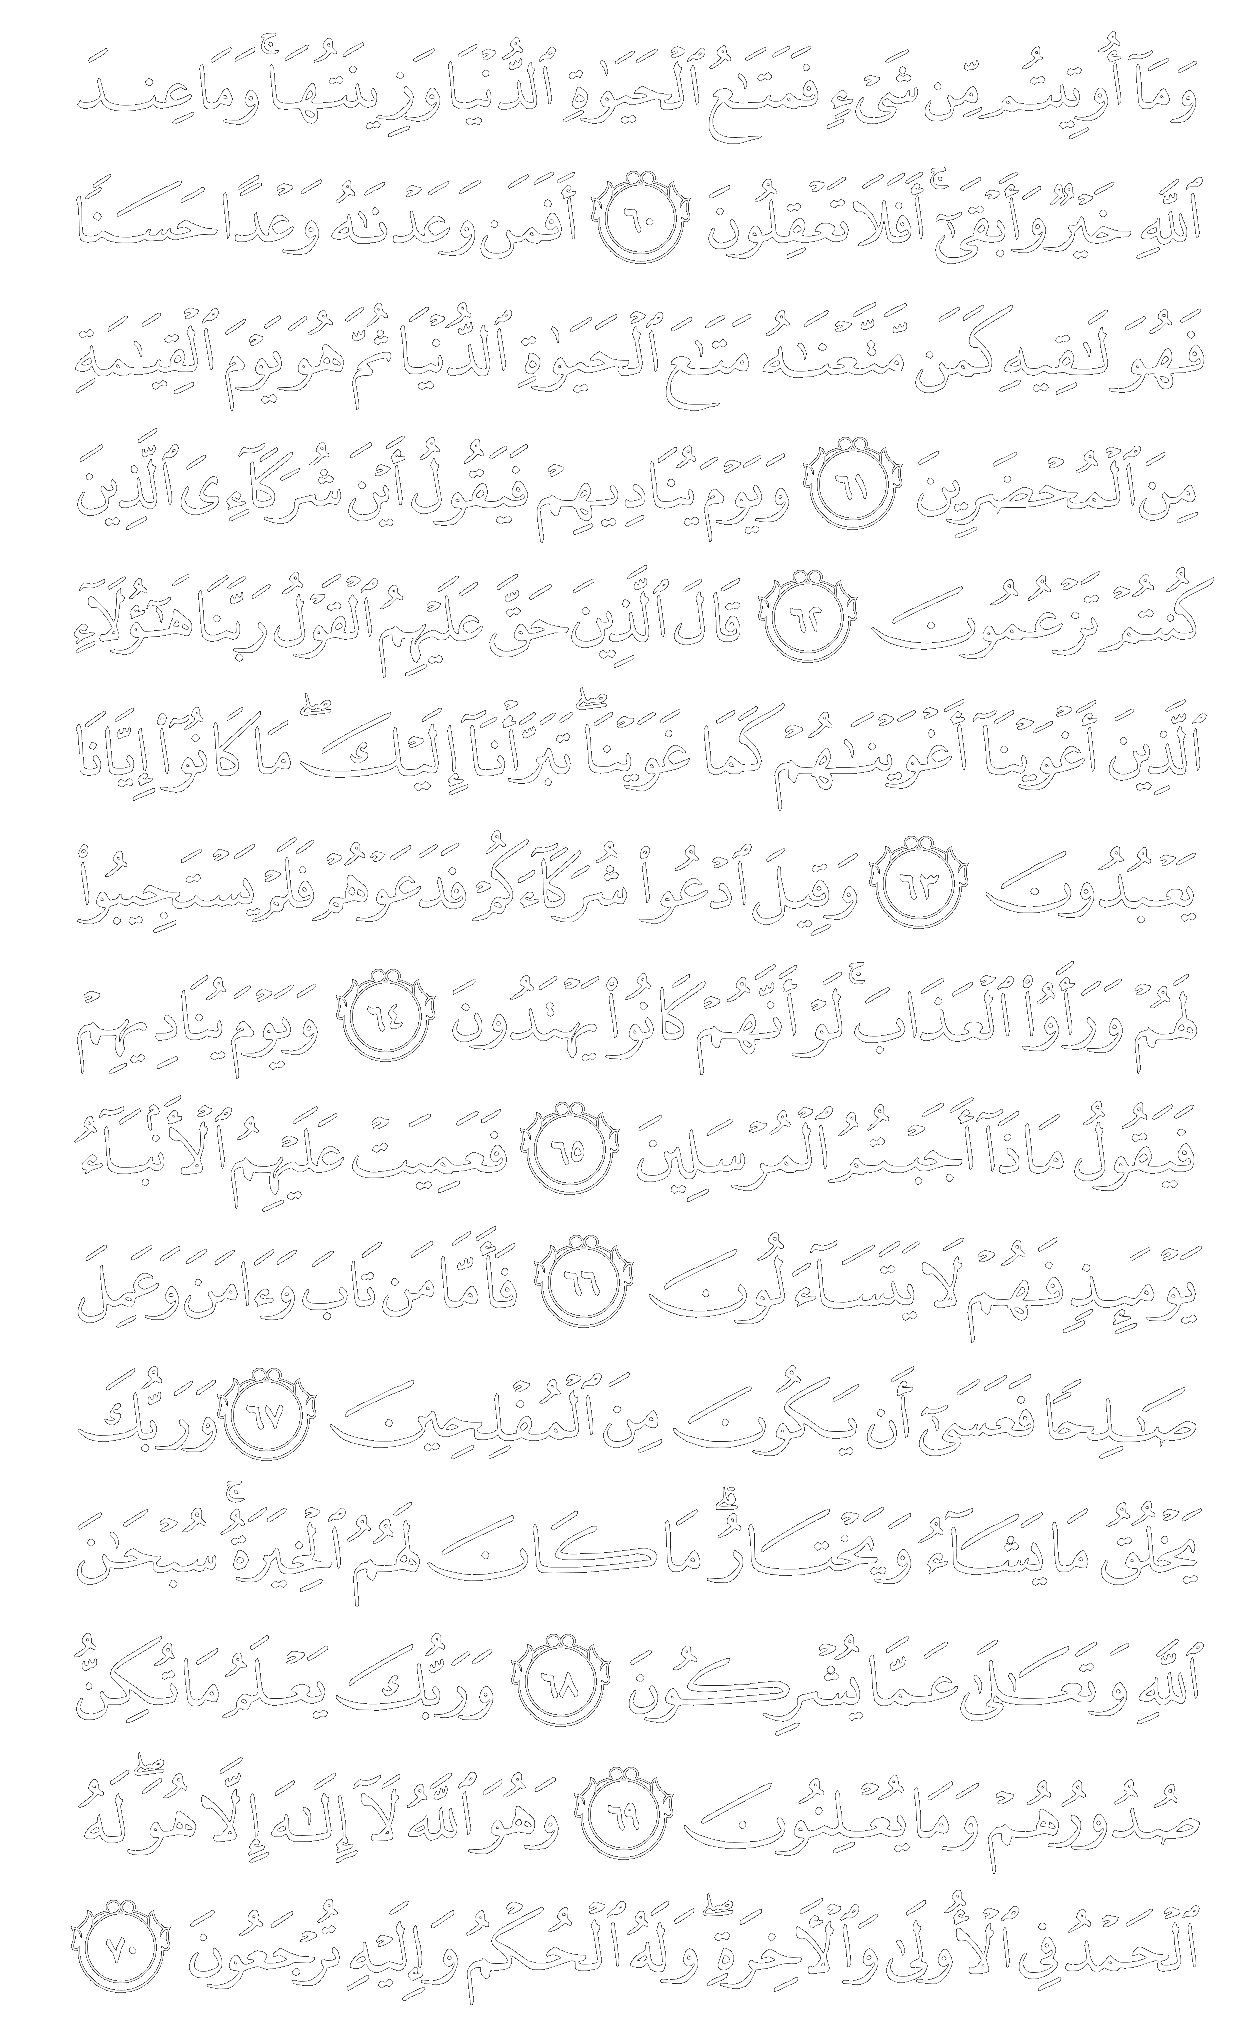 وَمَآ أُوتِيتُم مِّن شَىْءٍ فَمَتَـٰعُ ٱلْحَيَوٰةِ ٱلدُّنْيَا وَزِينَتُهَا ۚ وَمَا عِندَ
ٱللَّهِ خَيْرٌ وَأَبْقَىٰٓ ۚ أَفَلَا تَعْقِلُونَ ٦٠ أَفَمَن وَعَدْنَـٰهُ وَعْدًا حَسَنًا
فَهُوَ لَـٰقِيهِ كَمَن مَّتَّعْنَـٰهُ مَتَـٰعَ ٱلْحَيَوٰةِ ٱلدُّنْيَا ثُمَّ هُوَ يَوْمَ ٱلْقِيَـٰمَةِ
مِنَ ٱلْمُحْضَرِينَ ٦١ وَيَوْمَ يُنَادِيهِمْ فَيَقُولُ أَيْنَ شُرَكَآءِىَ ٱلَّذِينَ
كُنتُمْ تَزْعُمُونَ ٦٢ قَالَ ٱلَّذِينَ حَقَّ عَلَيْهِمُ ٱلْقَوْلُ رَبَّنَا هَـٰٓؤُلَآءِ
ٱلَّذِينَ أَغْوَيْنَآ أَغْوَيْنَـٰهُمْ كَمَا غَوَيْنَا ۖ تَبَرَّأْنَآ إِلَيْكَ ۖ مَا كَانُوٓا۟ إِيَّانَا
يَعْبُدُونَ ٦٣ وَقِيلَ ٱدْعُوا۟ شُرَكَآءَكُمْ فَدَعَوْهُمْ فَلَمْ يَسْتَجِيبُوا۟
لَهُمْ وَرَأَوُا۟ ٱلْعَذَابَ ۚ لَوْ أَنَّهُمْ كَانُوا۟ يَهْتَدُونَ ٦٤ وَيَوْمَ يُنَادِيهِمْ
فَيَقُولُ مَاذَآ أَجَبْتُمُ ٱلْمُرْسَلِينَ ٦٥ فَعَمِيَتْ عَلَيْهِمُ ٱلْأَنۢبَآءُ
يَوْمَئِذٍ فَهُمْ لَا يَتَسَآءَلُونَ ٦٦ فَأَمَّا مَن تَابَ وَءَامَنَ وَعَمِلَ
صَـٰلِحًا فَعَسَىٰٓ أَن يَكُونَ مِنَ ٱلْمُفْلِحِينَ ٦٧ وَرَبُّكَ
يَخْلُقُ مَا يَشَآءُ وَيَخْتَارُ ۗ مَا كَانَ لَهُمُ ٱلْخِيَرَةُ ۚ سُبْحَـٰنَ
ٱللَّهِ وَتَعَـٰلَىٰ عَمَّا يُشْرِكُونَ ٦٨ وَرَبُّكَ يَعْلَمُ مَا تُكِنُّ
صُدُورُهُمْ وَمَا يُعْلِنُونَ ٦٩ وَهُوَ ٱللَّهُ لَآ إِلَـٰهَ إِلَّا هُوَ ۖ لَهُ
ٱلْحَمْدُ فِى ٱلْأُولَىٰ وَٱلْـَٔاخِرَةِ ۖ وَلَهُ ٱلْحُكْمُ وَإِلَيْهِ تُرْجَعُونَ ٧٠